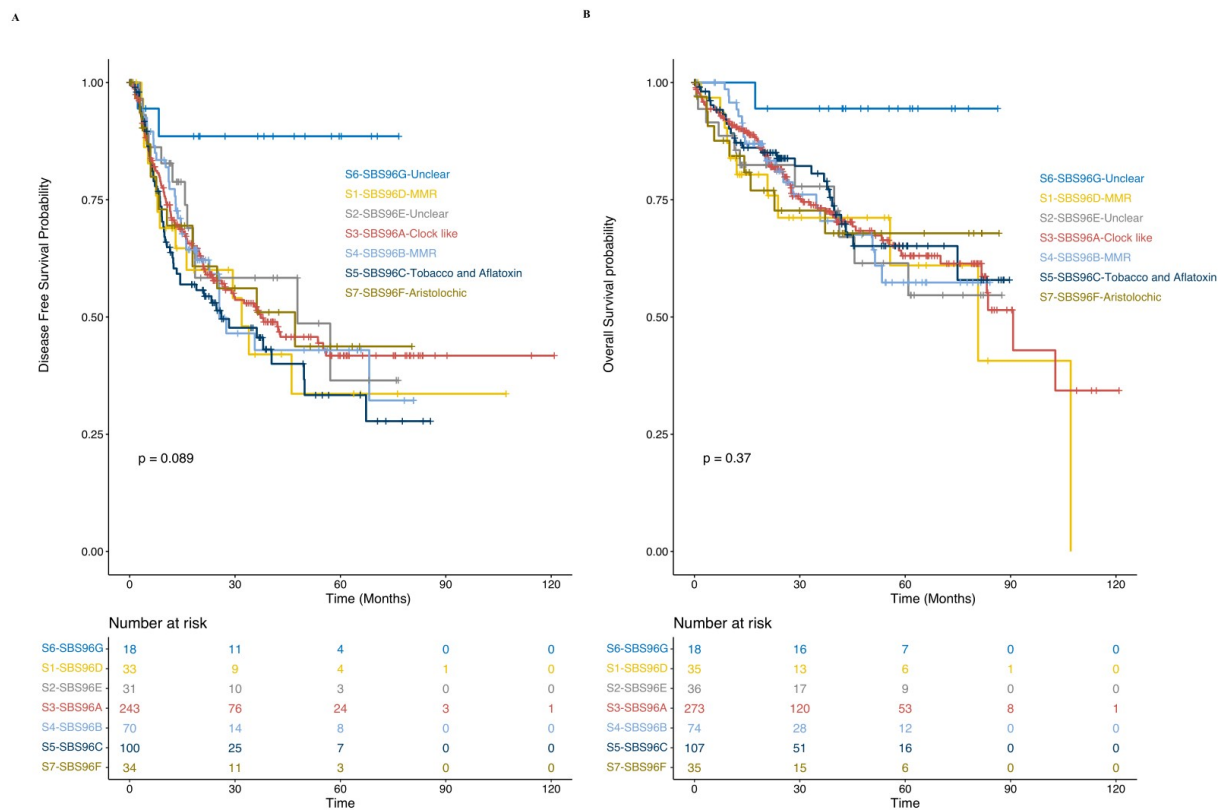 A
1.00
0.75
0.50
0.25
0.00
Disease Free Survival Probability
S6-SBS96G-Unclear
S1-SBS96D-MMR
S2-SBS96E-Unclear
S3-SBS96A-Clock like
S4-SBS96B-MMR
S5-SBS96C-Tobacco and Aflatoxin
S7-SBS96F-Aristolochic
p = 0.089
0 30 60 90 120
Time (Months)
Number at risk
S6-SBS96G 18 11 4 0 0
S1-SBS96D 33 9 4 1 0
S2-SBS96E 31 10 3 0 0
S3-SBS96A 243 76 24 3 1
S4-SBS96B 70 14 8 0 0
S5-SBS96C 100 25 7 0 0
S7-SBS96F 34 11 3 0 0
0 30 60 90 120
Time
B
1.00
0.75
0.50
0.25
0.00
Overall Survival probability
S6-SBS96G-Unclear
S1-SBS96D-MMR
S2-SBS96E-Unclear
S3-SBS96A-Clock like
S4-SBS96B-MMR
S5-SBS96C-Tobacco and Aflatoxin
S7-SBS96F-Aristolochic
p = 0.37
0 30 60 90 120
Time (Months)
Number at risk
S6-SBS96G 18 16 7 0 0
S1-SBS96D 35 13 6 1 0
S2-SBS96E 36 17 9 0 0
S3-SBS96A 273 120 53 8 1
S4-SBS96B 74 28 12 0 0
S5-SBS96C 107 51 16 0 0
S7-SBS96F 35 15 6 0 0
0 30 60 90 120
Time